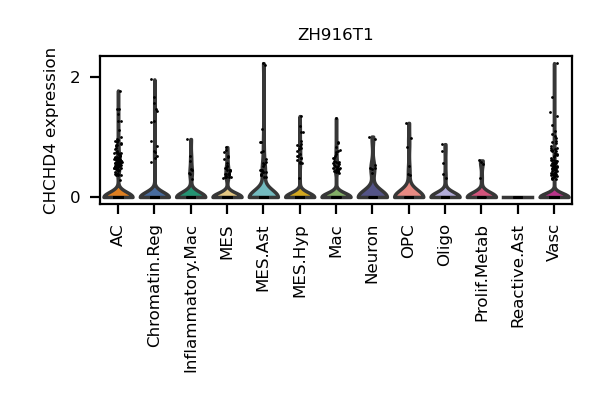 ZH916T1
CHCHD4 expression
2
0
AC
Chromatin.Reg
Inflammatory.Mac
MES
MES.Ast
MES.Hyp
Mac
Neuron
OPC
Oligo
Prolif.Metab
Reactive.Ast
Vasc